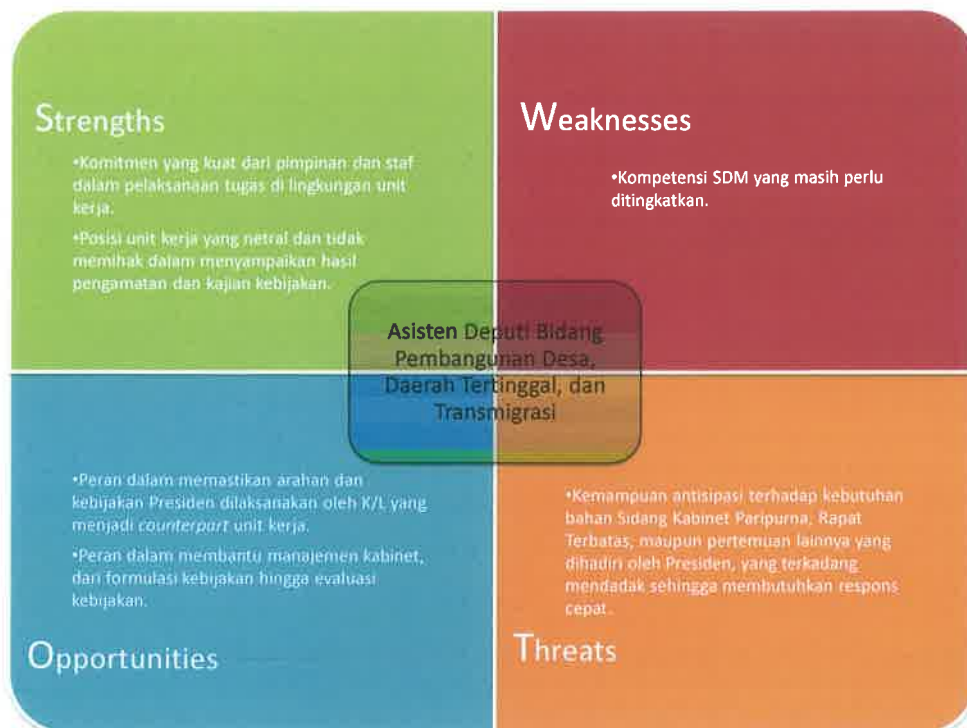 Strengths
•Komitmen yang kuat dari pimpinan dan staf
dalam pelaksanaan tugas di lingkungan unit
kerja.
•Posisi unit kerja yang netral dan tidak
memihak dalam menyampaikan hasil
pengamatan dan kajian kebijakan.
Weaknesses
•Kompetensi SDM yang masih perlu
ditingkatkan.
Asisten Deputi Bidang
Pembangunan Desa,
Daerah Tertinggal, dan
Transmigrasi
•Peran dalam memastikan arahan dan
kebijakan Presiden dilaksanakan oleh K/L yang
menjadi counterpart unit kerja.
•Peran dalam membantu manajemen kabinet,
dari formulasi kebijakan hingga evaluasi
kebijakan.
Opportunities
•Kemampuan antisipasi terhadap kebutuhan
bahan Sidang Kabinet Paripurna, Rapat
Terbatas, maupun pertemuan lainnya yang
dihadiri oleh Presiden, yang terkadang
mendadak sehingga membutuhkan respons
cepat.
Threats